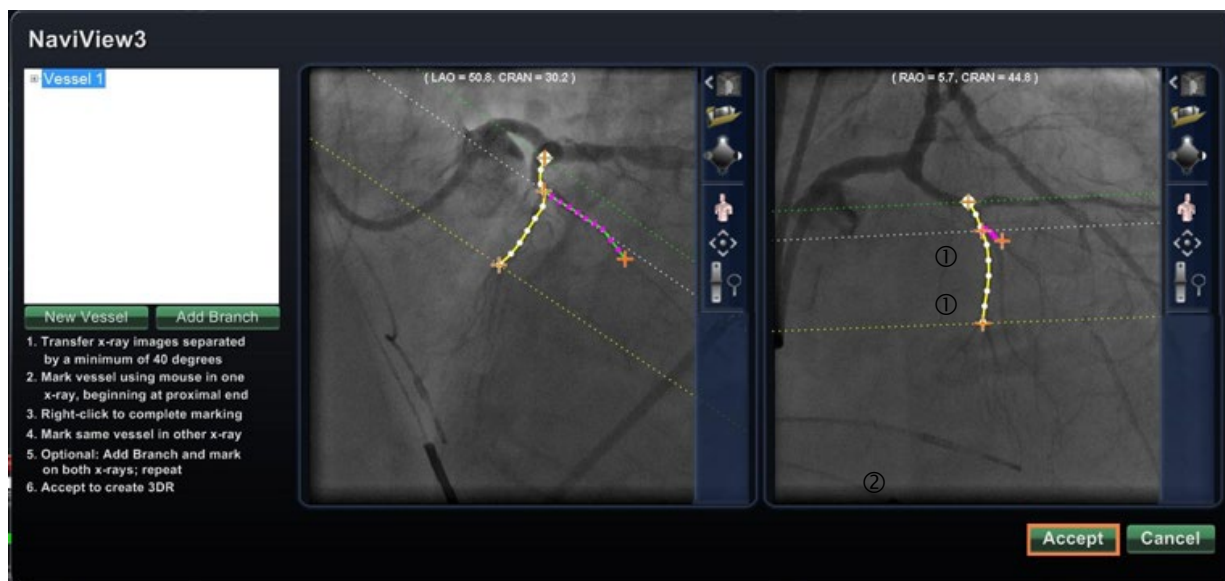 NaviView3
Vessel 1
New Vessel Add Branch
1. Transfer x-ray images separated
by a minimum of 40 degrees
2. Mark vessel using mouse in one
x-ray, beginning at proximal end
3. Right-click to complete marking
4. Mark same vessel in other x-ray
5. Optional: Add Branch and mark
on both x-rays; repeat
6. Accept to create 3DR
( LAO = 50.8, CRAN = 30.2 )
( RAO = 5.7, CRAN = 44.8 )
①
①
②
Accept Cancel